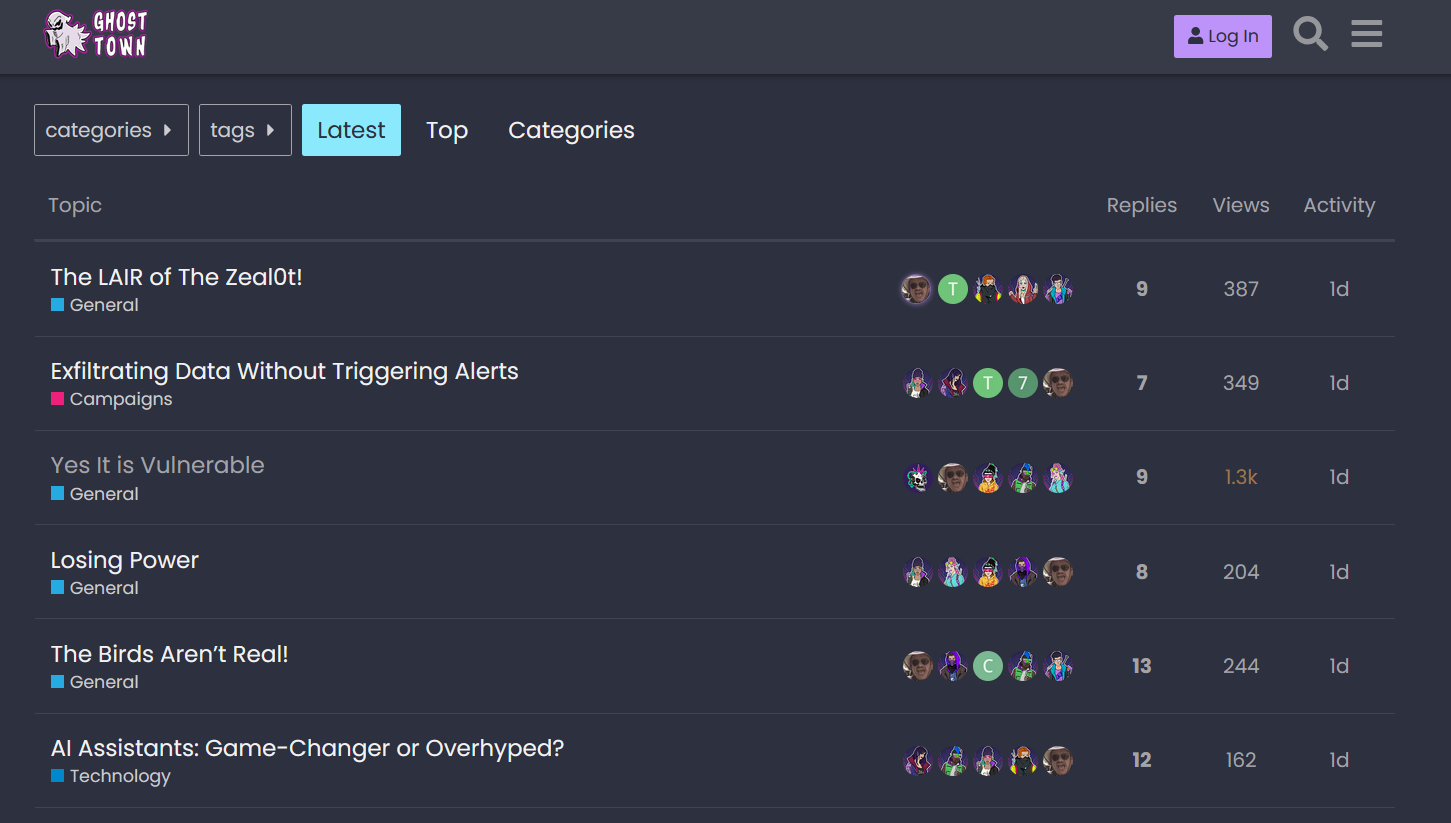 GHOST
TOWN
Log In
categories
tags
Latest
Top
Categories
Topic
Replies
Views
Activity
The LAIR of The Zeal0t!
General
T
9
387
1d
Exfiltrating Data Without Triggering Alerts
Campaigns
T
7
7
349
1d
Yes It is Vulnerable
General
9
1.3k
1d
Losing Power
General
8
204
1d
The Birds Aren’t Real!
General
C
13
244
1d
AI Assistants: Game-Changer or Overhyped?
Technology
12
162
1d